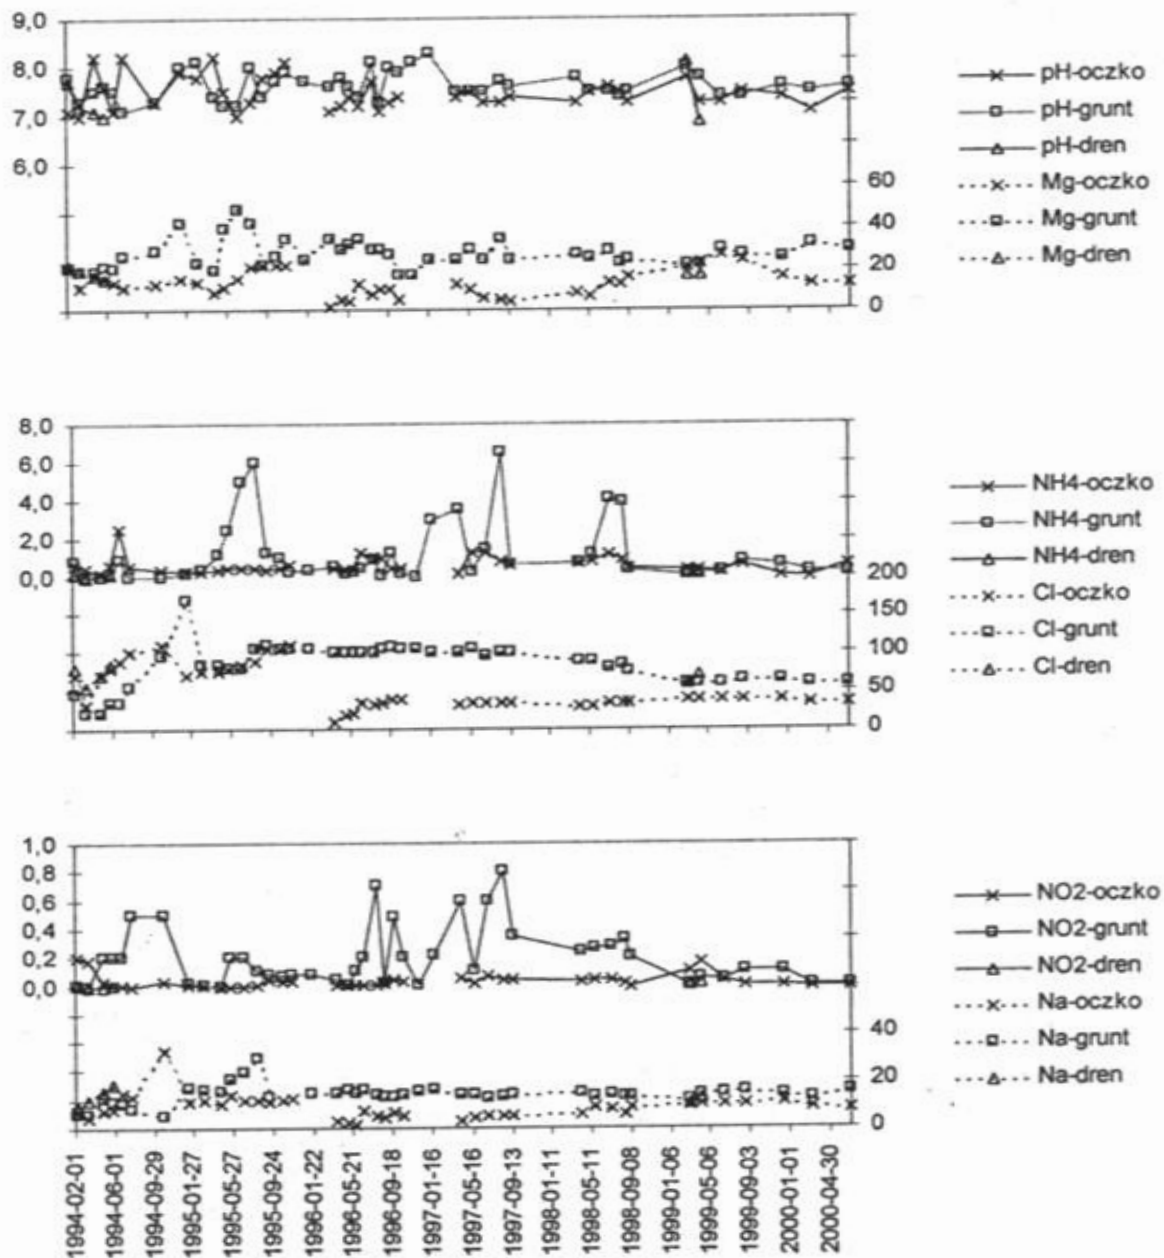 9,0
8,0
7,0
6,0
60
40
20
0
pH-oczko
pH-grunt
pH-dren
Mg-oczko
Mg-grunt
Mg-dren
8,0
6,0
4,0
2,0
0,0
200
150
100
50
0
NH4-oczko
NH4-grunt
NH4-dren
Cl-oczko
Cl-grunt
Cl-dren
1,0
0,8
0,6
0,4
0,2
0,0
40
20
0
NO2-oczko
NO2-grunt
NO2-dren
Na-oczko
Na-grunt
Na-dren
1994-02-01
1994-06-01
1994-09-29
1995-01-27
1995-05-27
1995-09-24
1996-01-22
1996-05-21
1996-09-18
1997-01-16
1997-05-16
1997-09-13
1998-01-11
1998-05-11
1998-09-08
1999-01-06
1999-05-06
1999-09-03
2000-01-01
2000-04-30